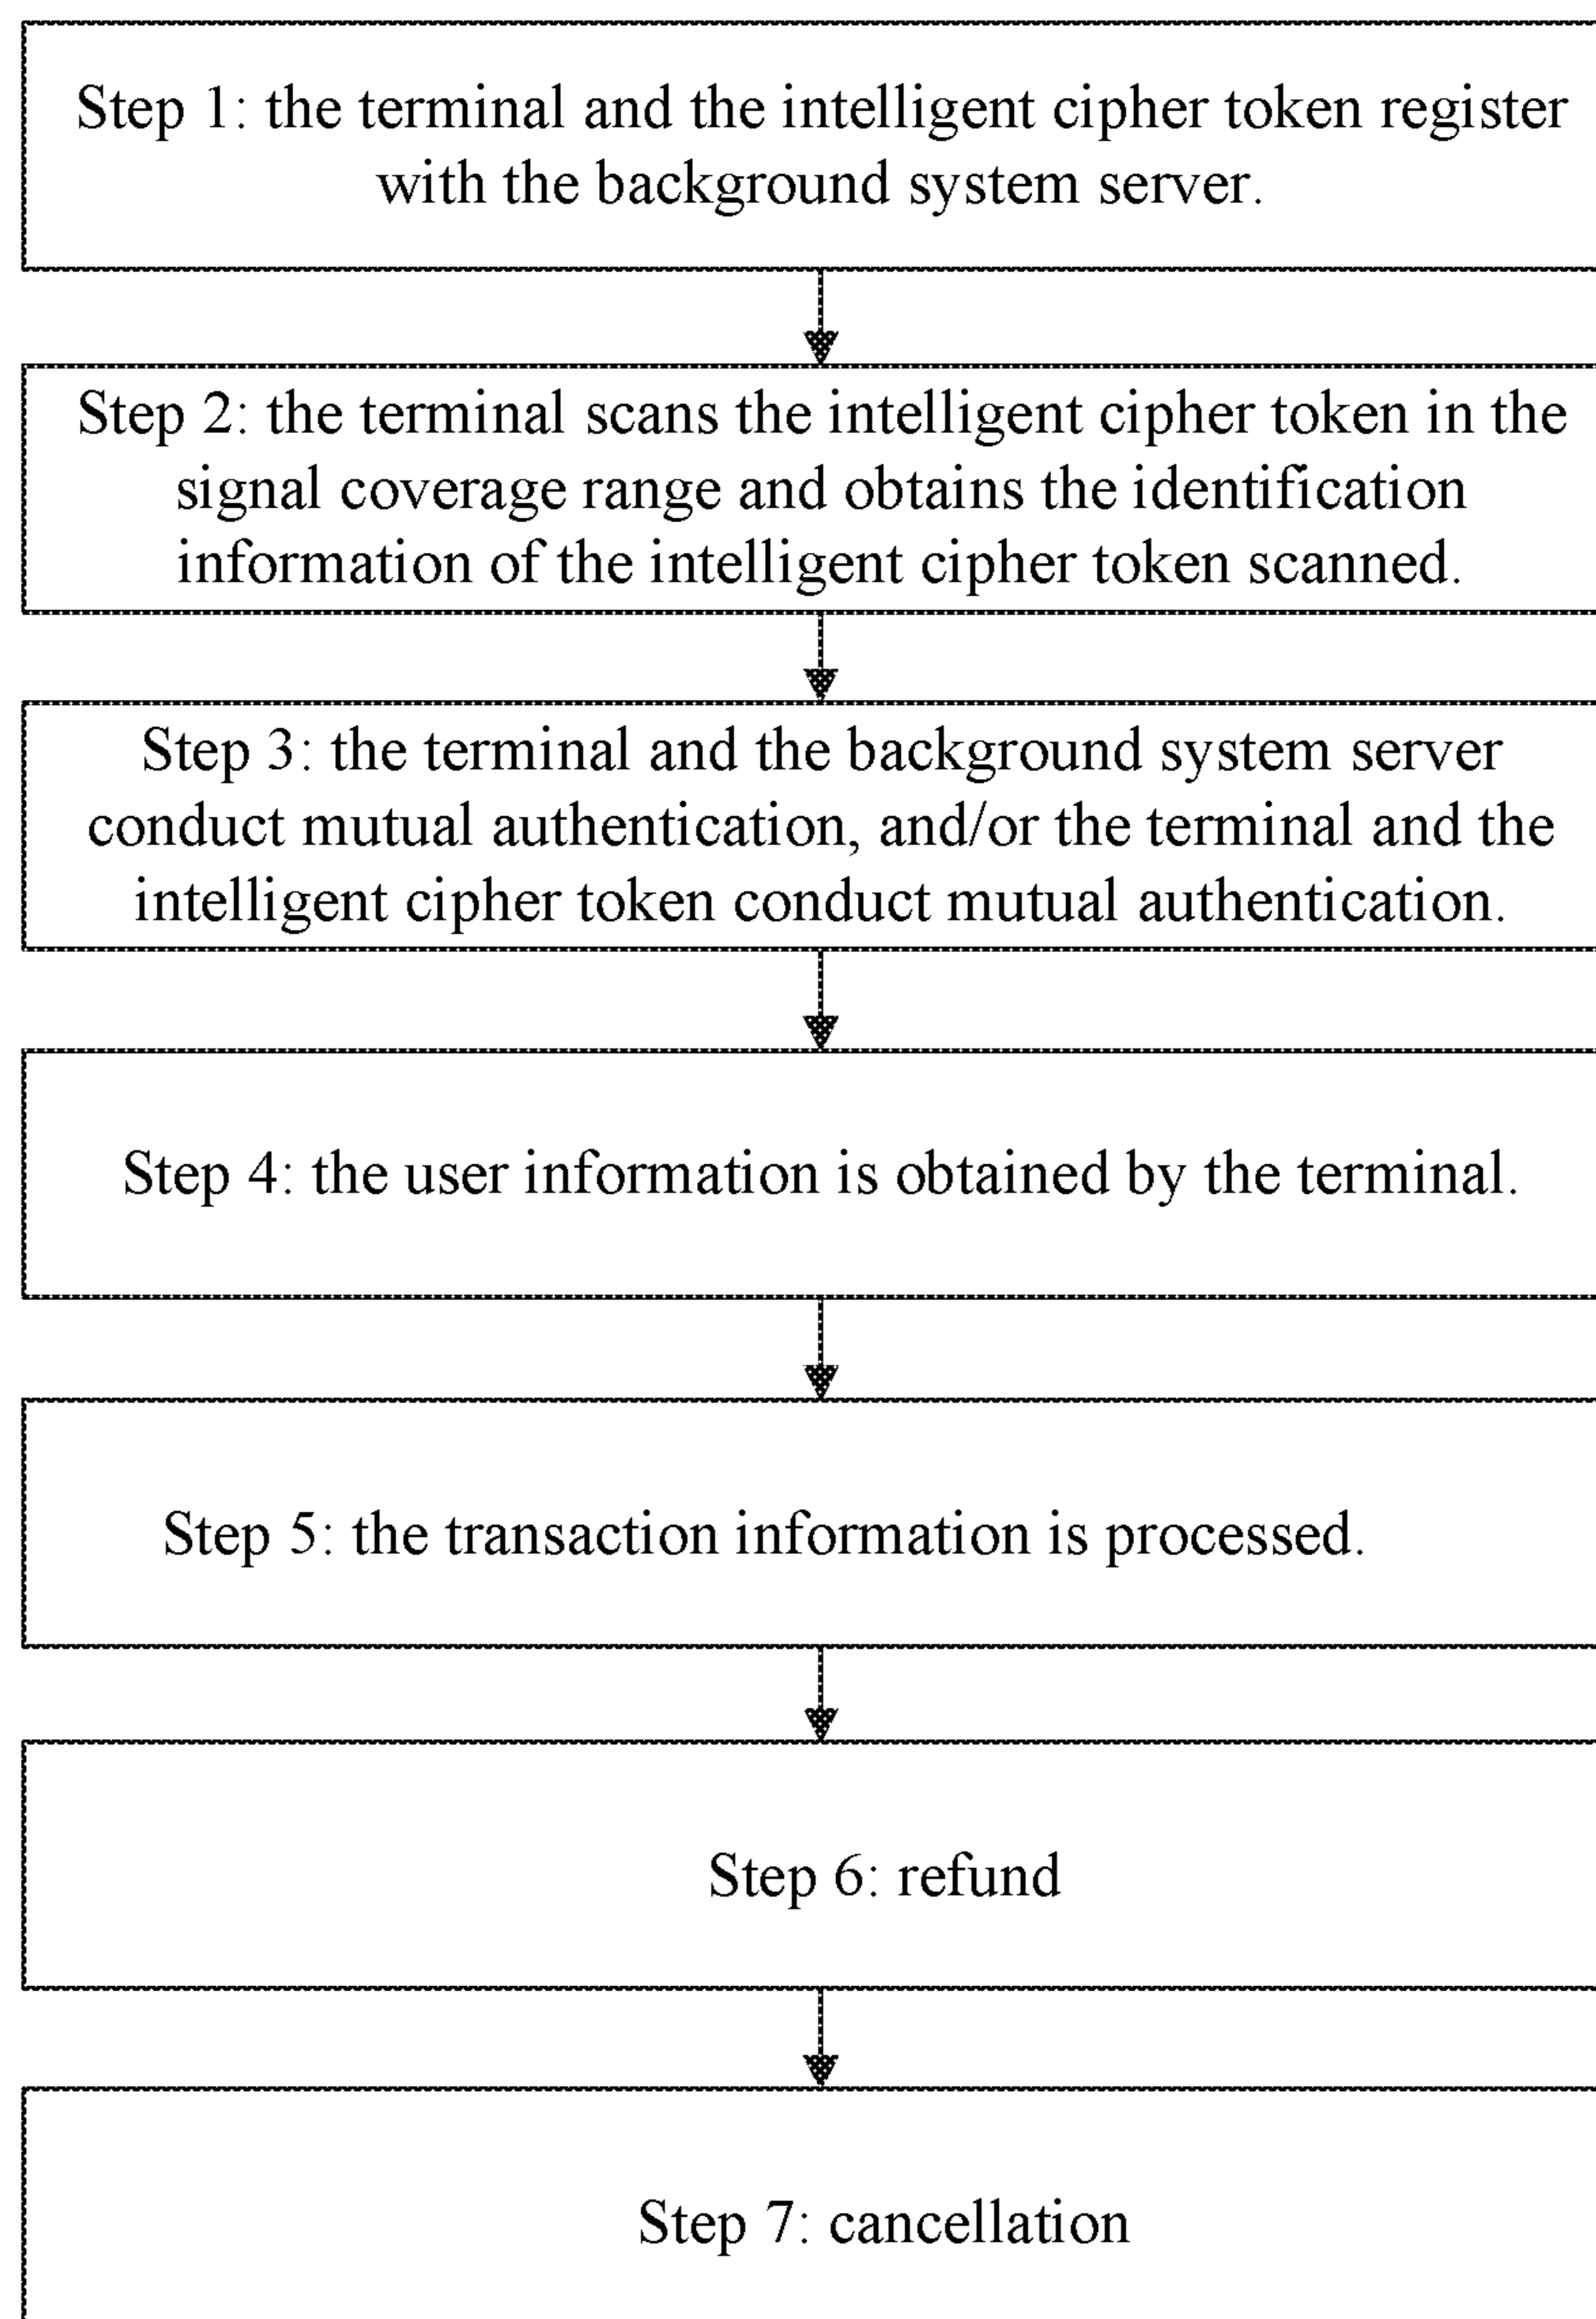 Step 1: the terminal and the intelligent cipher token register
with the background system server.
Step 2: the terminal scans the intelligent cipher token in the
signal coverage range and obtains the identification
information of the intelligent cipher token scanned.
Step 3: the terminal and the background system server
conduct mutual authentication, and/or the terminal and the
intelligent cipher token conduct mutual authentication.
Step 4: the user information is obtained by the terminal.
Step 5: the transaction information is processed.
Step 6: refund
Step 7: cancellation